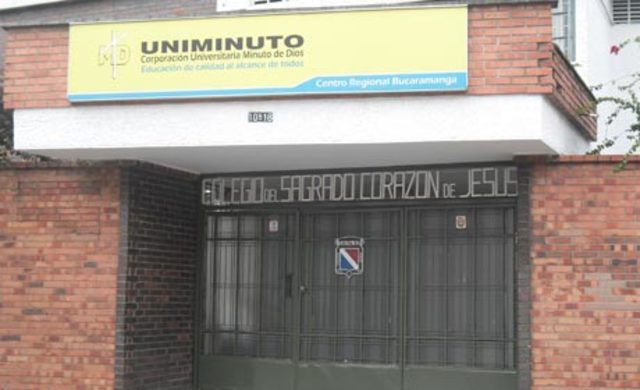 UNIMINUTO
Corporación Universitaria Minuto de Dios
Educación de calidad al alcance de todos
Centro Regional Bucaramanga
COLEGIO DEL SAGRADO CORAZON DE JESUS